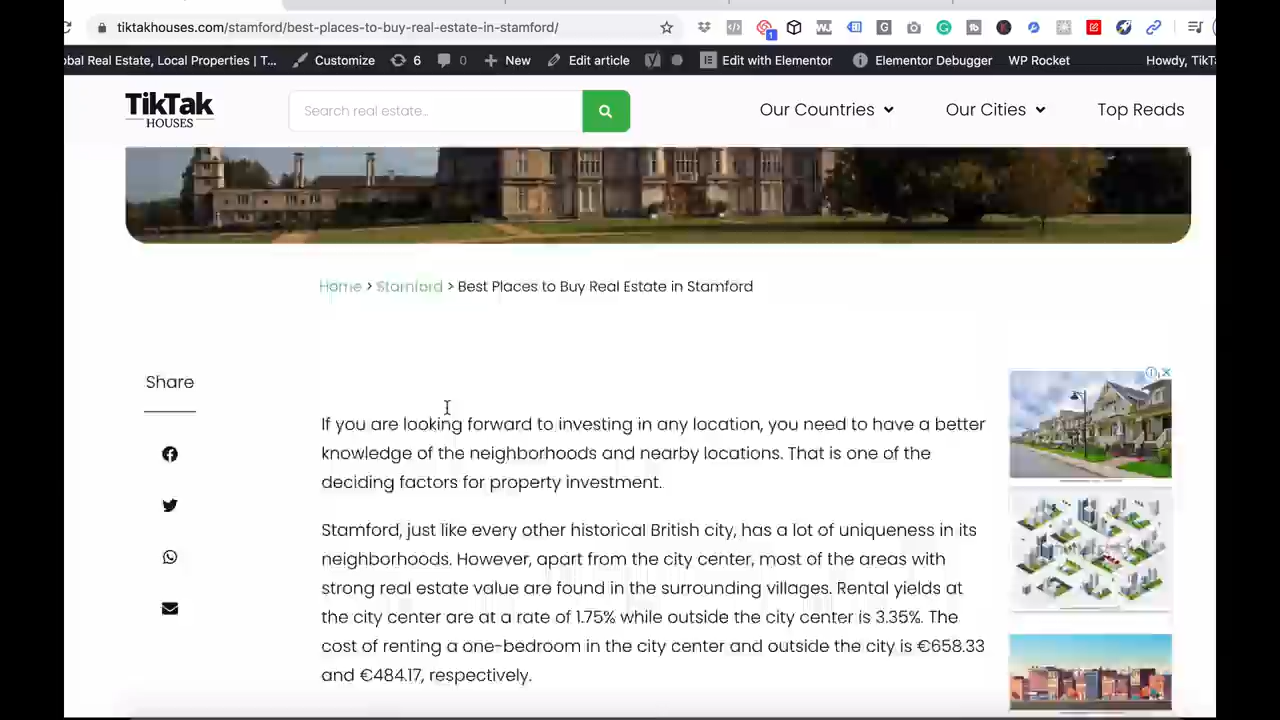 tiktakhouses.com/stamford/best-places-to-buy-real-estate-in-stamford/
obal Real Estate, Local Properties | T... Customize 6 0 New Edit article Edit with Elementor Elementor Debugger WP Rocket Howdy, TikT
TikTak
HOUSES
Search real estate...
Our Countries Our Cities Top Reads
Home > Stamford > Best Places to Buy Real Estate in Stamford
Share
If you are looking forward to investing in any location, you need to have a better
knowledge of the neighborhoods and nearby locations. That is one of the
deciding factors for property investment.
Stamford, just like every other historical British city, has a lot of uniqueness in its
neighborhoods. However, apart from the city center, most of the areas with
strong real estate value are found in the surrounding villages. Rental yields at
the city center are at a rate of 1.75% while outside the city center is 3.35%. The
cost of renting a one-bedroom in the city center and outside the city is €658.33
and €484.17, respectively.